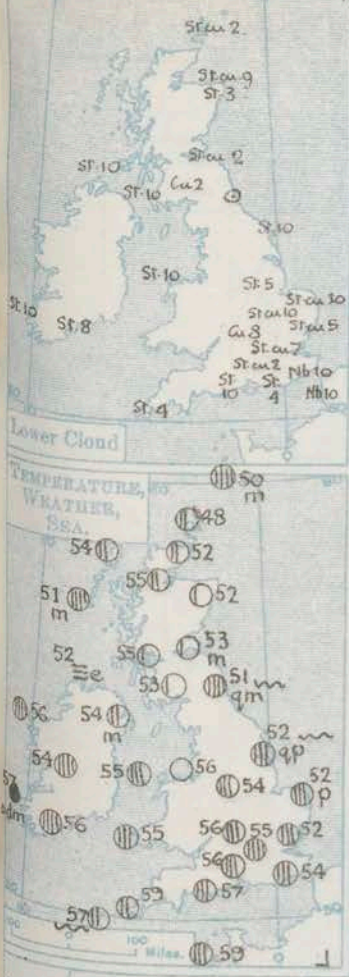 St.cu 2.
St.cu 9
St. 3
St.cu 2
St. 10
St. 10 Cu 2
St. 10
St. 10
St. 5
St.cu 10
St.cu 10
St.cu 5
St. 10
St. 8
Cu 8
St.cu 7
St.cu 2 Nb 10
St. 10 St. 4 Nb 10
St. 4
Lower Cloud
TEMPERATURE,
WEATHER,
SEA.
50
m
48
54 52
55 52
51
m
53
m
55
52
e
53 51
qm
56 54
m
52
qp
54 55 56 54 52
p
57
56 55 56 55 52
56 54
59 57
57
100 0 100
Miles.
59